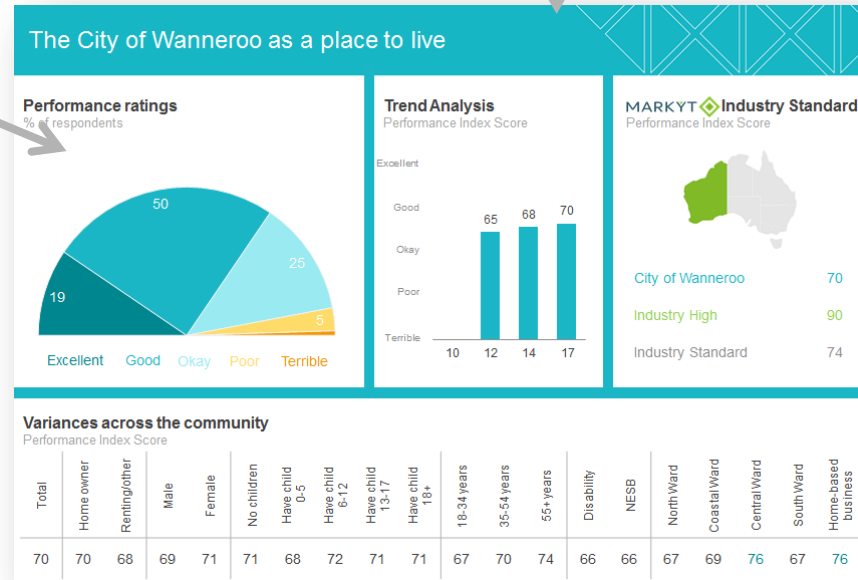 The City of Wanneroo as a place to live
Performance ratings
% of respondents
50
25
19
5
Excellent Good Okay Poor Terrible
Trend Analysis
Performance Index Score
Excellent
Good
Okay
Poor
Terrible
65 68 70
10 12 14 17
MARKYT Industry Standard
Performance Index Score
City of Wanneroo 70
Industry High 90
Industry Standard 74
Variances across the community
Performance Index Score
Total
Home owner
Renting/other
Male
Female
No children
Have child
0-5
Have child
6-12
Have child
13-17
Have child
18+
18-34 years
35-54 years
55+ years
Disability
NESB
North Ward
Coastal Ward
Central Ward
South Ward
Home-based
business
70 70 68 69 71 71 68 72 71 71 67 70 74 66 66 67 69 76 67 76